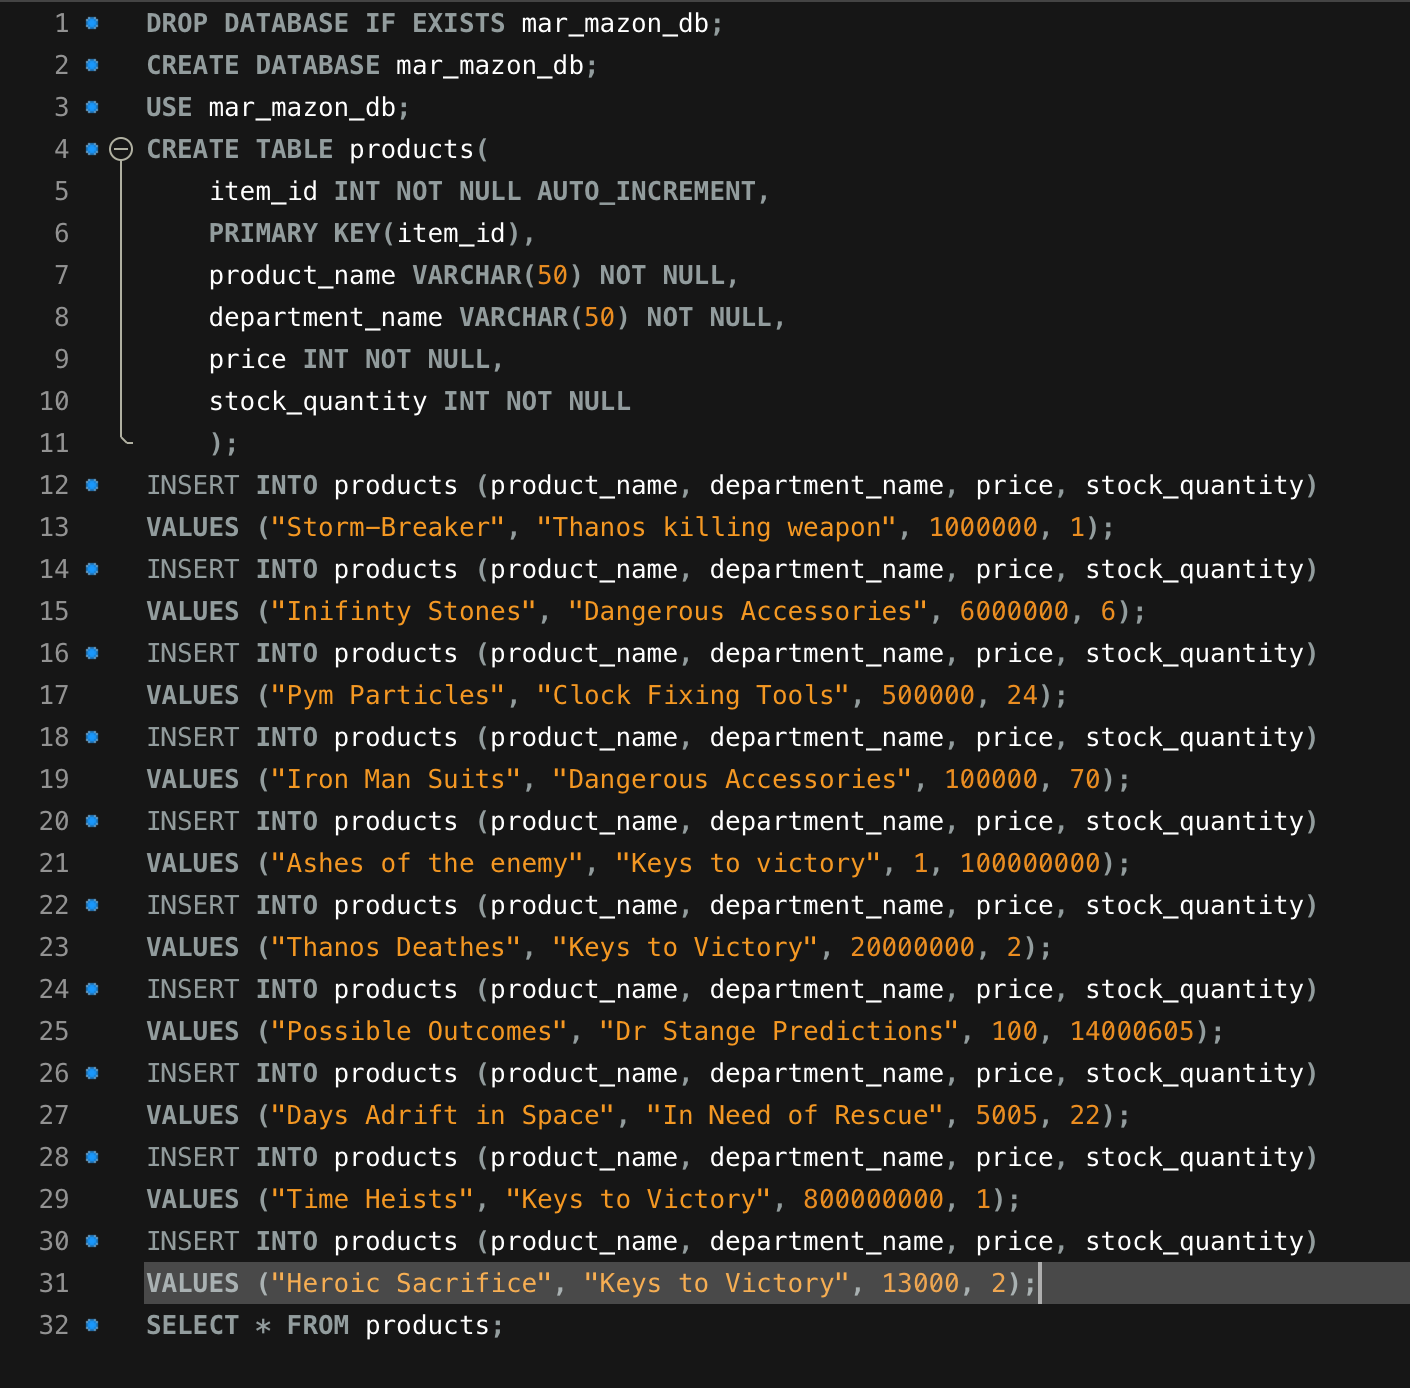 1 DROP DATABASE IF EXISTS mar_mazon_db;
2 CREATE DATABASE mar_mazon_db;
3 USE mar_mazon_db;
4 CREATE TABLE products(
5 item_id INT NOT NULL AUTO_INCREMENT,
6 PRIMARY KEY(item_id),
7 product_name VARCHAR(50) NOT NULL,
8 department_name VARCHAR(50) NOT NULL,
9 price INT NOT NULL,
10 stock_quantity INT NOT NULL
11 );
12 INSERT INTO products (product_name, department_name, price, stock_quantity)
13 VALUES ("Storm-Breaker", "Thanos killing weapon", 1000000, 1);
14 INSERT INTO products (product_name, department_name, price, stock_quantity)
15 VALUES ("Inifinty Stones", "Dangerous Accessories", 6000000, 6);
16 INSERT INTO products (product_name, department_name, price, stock_quantity)
17 VALUES ("Pym Particles", "Clock Fixing Tools", 500000, 24);
18 INSERT INTO products (product_name, department_name, price, stock_quantity)
19 VALUES ("Iron Man Suits", "Dangerous Accessories", 100000, 70);
20 INSERT INTO products (product_name, department_name, price, stock_quantity)
21 VALUES ("Ashes of the enemy", "Keys to victory", 1, 100000000);
22 INSERT INTO products (product_name, department_name, price, stock_quantity)
23 VALUES ("Thanos Deathes", "Keys to Victory", 20000000, 2);
24 INSERT INTO products (product_name, department_name, price, stock_quantity)
25 VALUES ("Possible Outcomes", "Dr Stange Predictions", 100, 14000605);
26 INSERT INTO products (product_name, department_name, price, stock_quantity)
27 VALUES ("Days Adrift in Space", "In Need of Rescue", 5005, 22);
28 INSERT INTO products (product_name, department_name, price, stock_quantity)
29 VALUES ("Time Heists", "Keys to Victory", 800000000, 1);
30 INSERT INTO products (product_name, department_name, price, stock_quantity)
31 VALUES ("Heroic Sacrifice", "Keys to Victory", 13000, 2);
32 SELECT * FROM products;